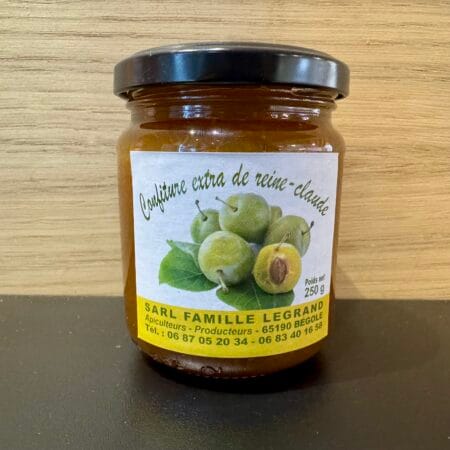 Confiture extra de reine-claude
Poids net
250 g
SARL FAMILLE LEGRAND
Apiculteurs - Producteurs - 65190 BEGOLE
Tél. : 06 87 05 20 34 - 06 83 40 16 58